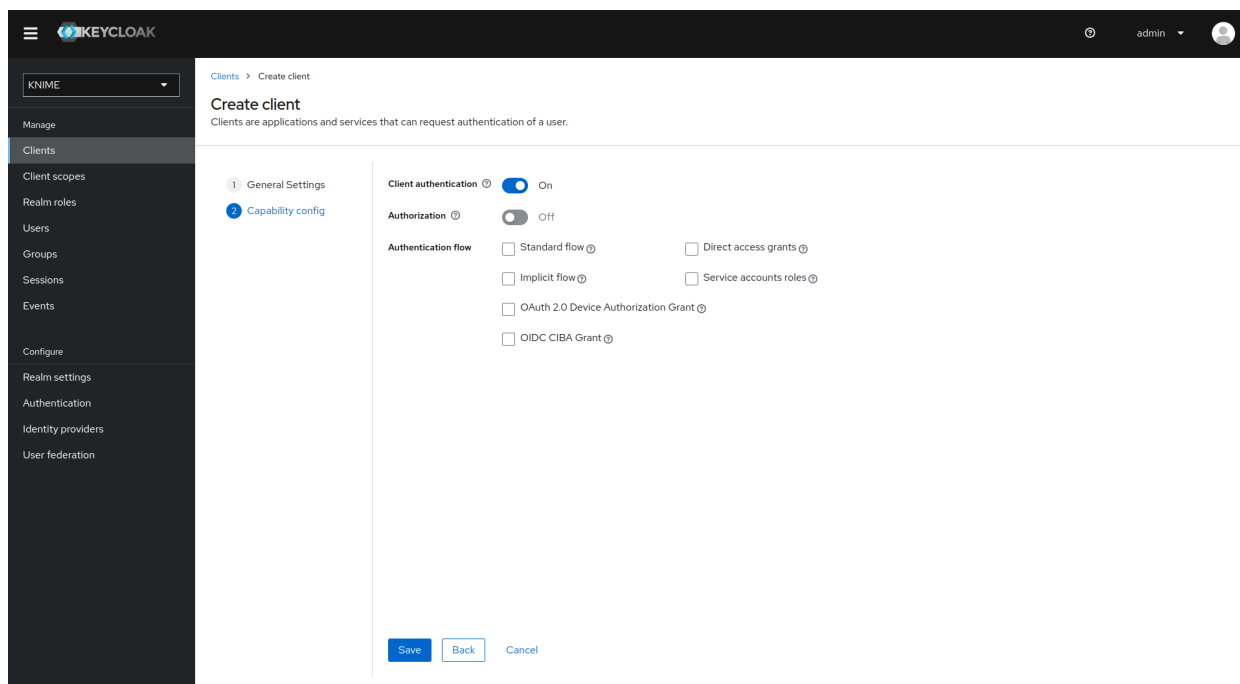 KEYCLOAK
admin
KNIME
Manage
Clients
Client scopes
Realm roles
Users
Groups
Sessions
Events
Configure
Realm settings
Authentication
Identity providers
User federation
Clients > Create client
Create client
Clients are applications and services that can request authentication of a user.
1 General Settings
2 Capability config
Client authentication On
Authorization Off
Authentication flow Standard flow Direct access grants
Implicit flow Service accounts roles
OAuth 2.0 Device Authorization Grant
OIDC CIBA Grant
Save Back Cancel